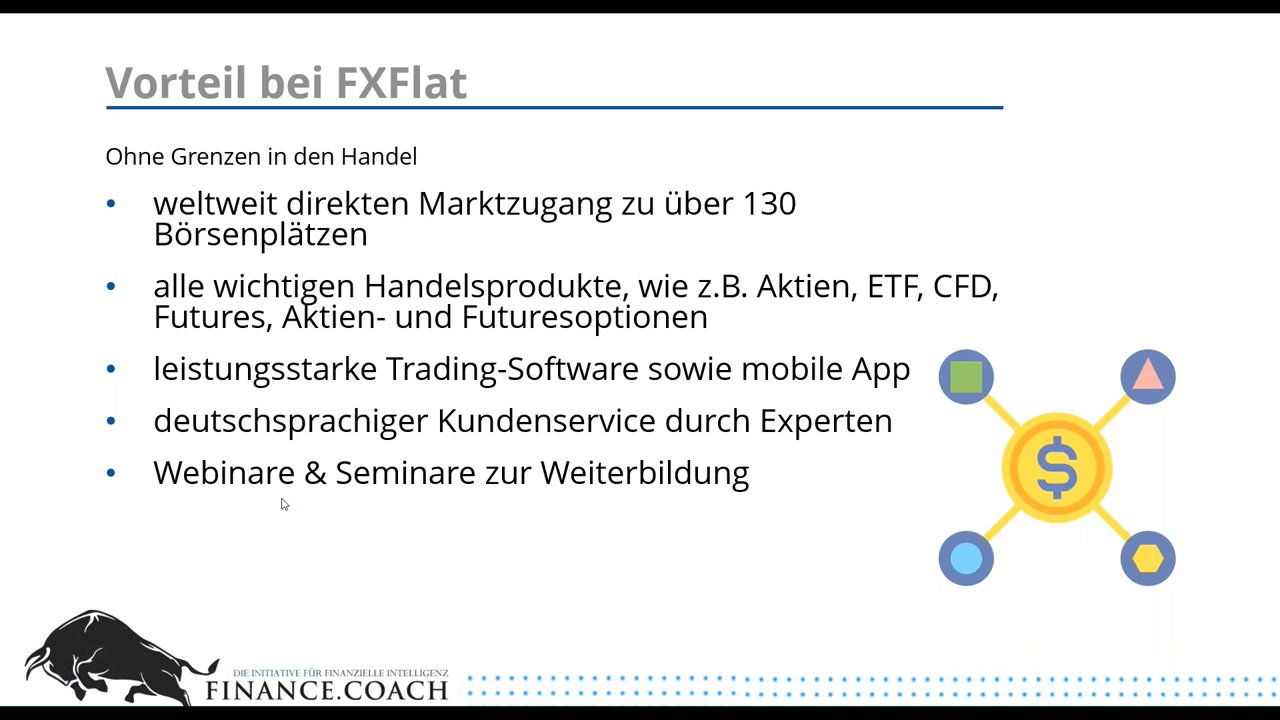 Vorteil bei FXFlat
Ohne Grenzen in den Handel
• weltweit direkten Marktzugang zu über 130
Börsenplätzen
• alle wichtigen Handelsprodukte, wie z.B. Aktien, ETF, CFD,
Futures, Aktien- und Futuresoptionen
• leistungsstarke Trading-Software sowie mobile App
• deutschsprachiger Kundenservice durch Experten
• Webinare & Seminare zur Weiterbildung
$
DIE INITIATIVE FÜR FINANZIELLE INTELLIGENZ
FINANCE.COACH